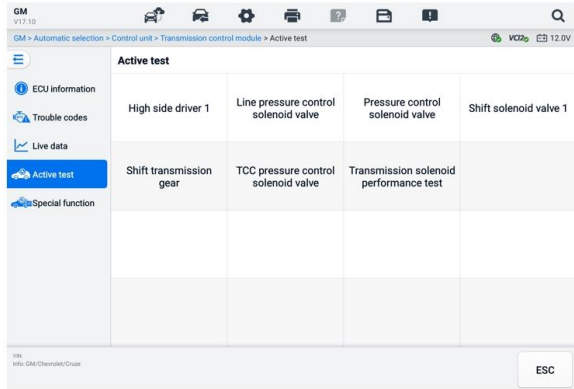 GM
V17.10
GM > Automatic selection > Control unit > Transmission control module > Active test
VCI2 12.0V
Active test
ECU information
Trouble codes
Live data
Active test
Special function
High side driver 1
Line pressure control
solenoid valve
Pressure control
solenoid valve
Shift solenoid valve 1
Shift transmission
gear
TCC pressure control
solenoid valve
Transmission solenoid
performance test
VIN:
Info: GM/Chevrolet/Cruze
ESC